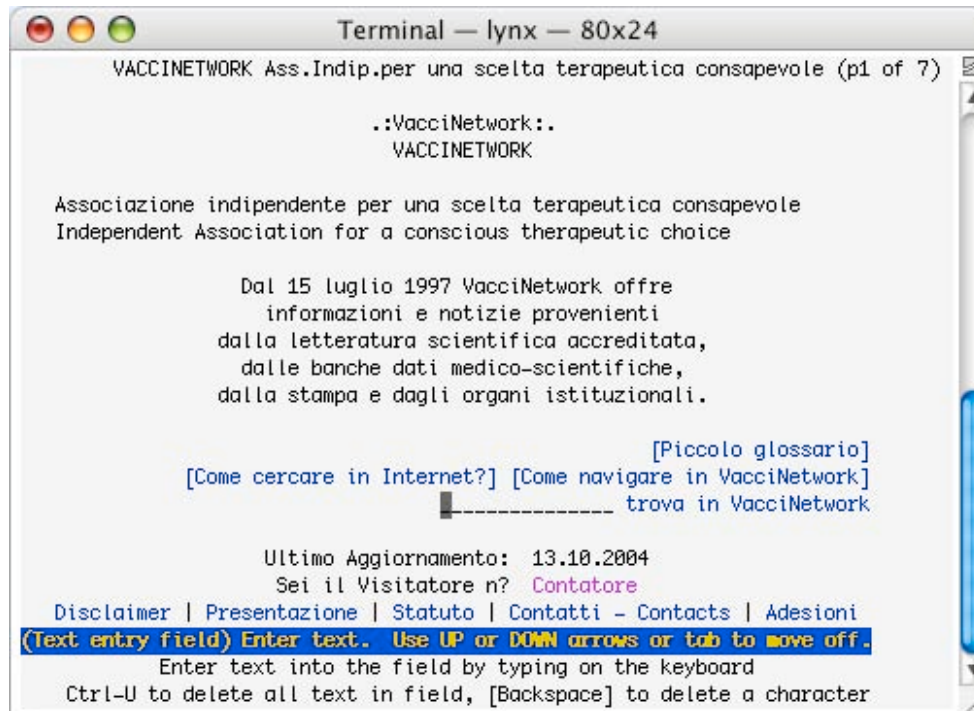 Terminal — lynx — 80x24
VACCINETWORK Ass.Indip.per una scelta terapeutica consapevole (p1 of 7)
.:VacciNetwork:.
VACCINETWORK
Associazione indipendente per una scelta terapeutica consapevole
Independent Association for a conscious therapeutic choice
Dal 15 luglio 1997 VacciNetwork offre
informazioni e notizie provenienti
dalla letteratura scientifica accreditata,
dalle banche dati medico-scientifiche,
dalla stampa e dagli organi istituzionali.
[Piccolo glossario]
[Come cercare in Internet?] [Come navigare in VacciNetwork]
______________ trova in VacciNetwork
Ultimo Aggiornamento: 13.10.2004
Sei il Visitatore n? Contatore
Disclaimer | Presentazione | Statuto | Contatti - Contacts | Adesioni
(Text entry field) Enter text. Use UP or DOWN arrows or tab to move off.
Enter text into the field by typing on the keyboard
Ctrl-U to delete all text in field, [Backspace] to delete a character